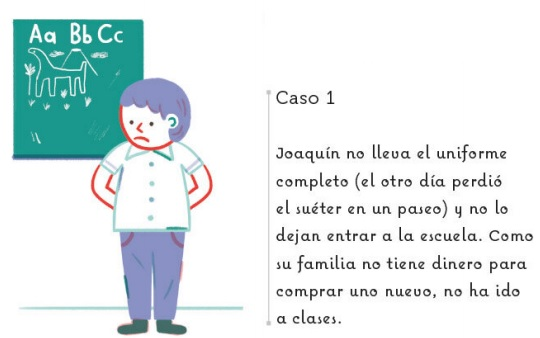 Aa Bb Cc
Caso 1
Joaquín no lleva el uniforme
completo (el otro día perdió
el suéter en un paseo) y no lo
dejan entrar a la escuela. Como
su familia no tiene dinero para
comprar uno nuevo, no ha ido
a clases.